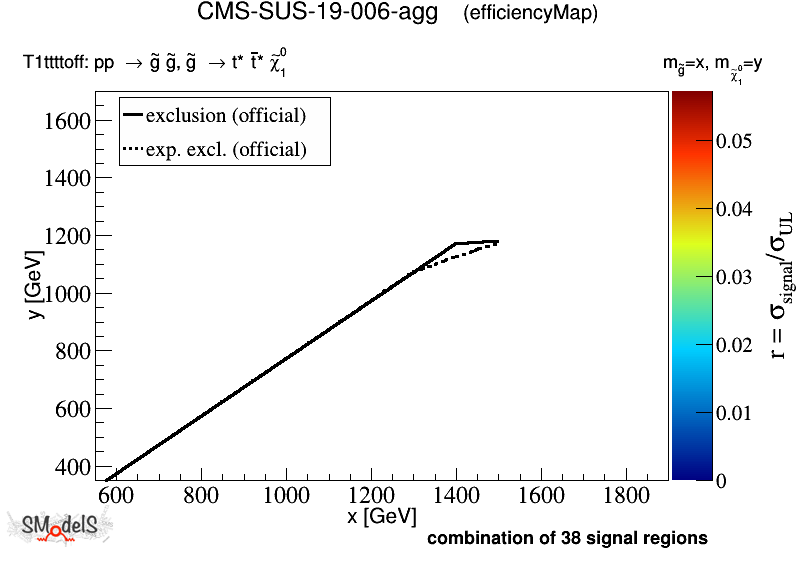 CMS-SUS-19-006-agg (efficiencyMap)
T1ttttoff: pp → g̃ g̃, g̃ → t* t̄* χ̃⁰₁
m_g̃=x, m_χ̃⁰₁=y
exclusion (official)
exp. excl. (official)
1600
1400
1200
1000
800
600
400
y [GeV]
600 800 1000 1200 1400 1600 1800
x [GeV]
0.05
0.04
0.03
0.02
0.01
0
r = σ_signal/σ_UL
SModelS
combination of 38 signal regions